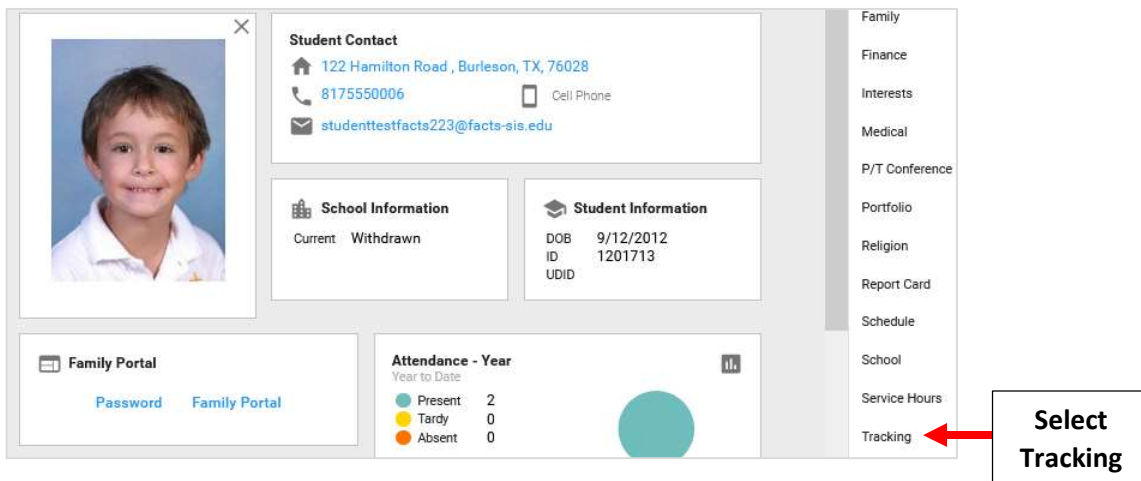 Student Contact
122 Hamilton Road , Burleson, TX, 76028
8175550006 Cell Phone
studenttestfacts223@facts-sis.edu
School Information
Current Withdrawn
Student Information
DOB 9/12/2012
ID 1201713
UDID
Family Portal
Password Family Portal
Attendance - Year
Year to Date
Present 2
Tardy 0
Absent 0
Family
Finance
Interests
Medical
P/T Conference
Portfolio
Religion
Report Card
Schedule
School
Service Hours
Tracking
Select
Tracking